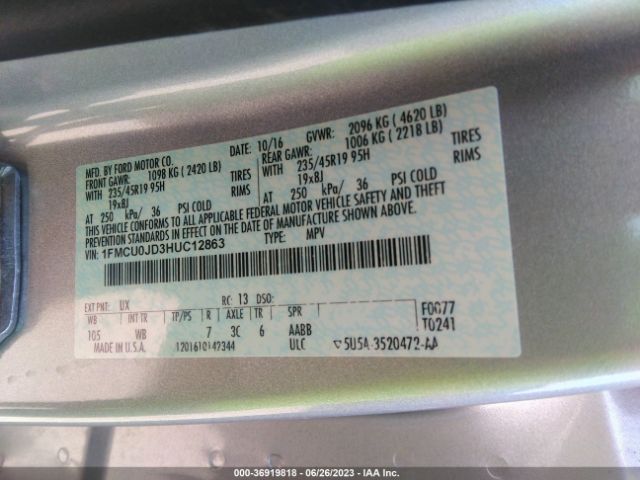 MFD. BY FORD MOTOR CO.
DATE: 10/16 GVWR: 2096 KG ( 4620 LB)
FRONT GAWR: 1098 KG ( 2420 LB) REAR GAWR: 1006 KG ( 2218 LB)
WITH 235/45R19 95H TIRES WITH 235/45R19 95H TIRES
19x8J RIMS 19x8J RIMS
AT 250 kPa/ 36 PSI COLD AT 250 kPa/ 36 PSI COLD
THIS VEHICLE CONFORMS TO ALL APPLICABLE FEDERAL MOTOR VEHICLE SAFETY AND THEFT
PREVENTION STANDARDS IN EFFECT ON THE DATE OF MANUFACTURE SHOWN ABOVE.
VIN: 1FMCU0JD3HUC12863 TYPE: MPV
EXT PNT: UX RC: 13 DSO:
WB INT TR TP/PS R AXLE TR SPR F0077
105 WB 7 3C 6 AABB T0241
MADE IN U.S.A. 1201610142344 ULC 5U5A-3520472-AA
000-36919818 - 06/26/2023 - IAA Inc.